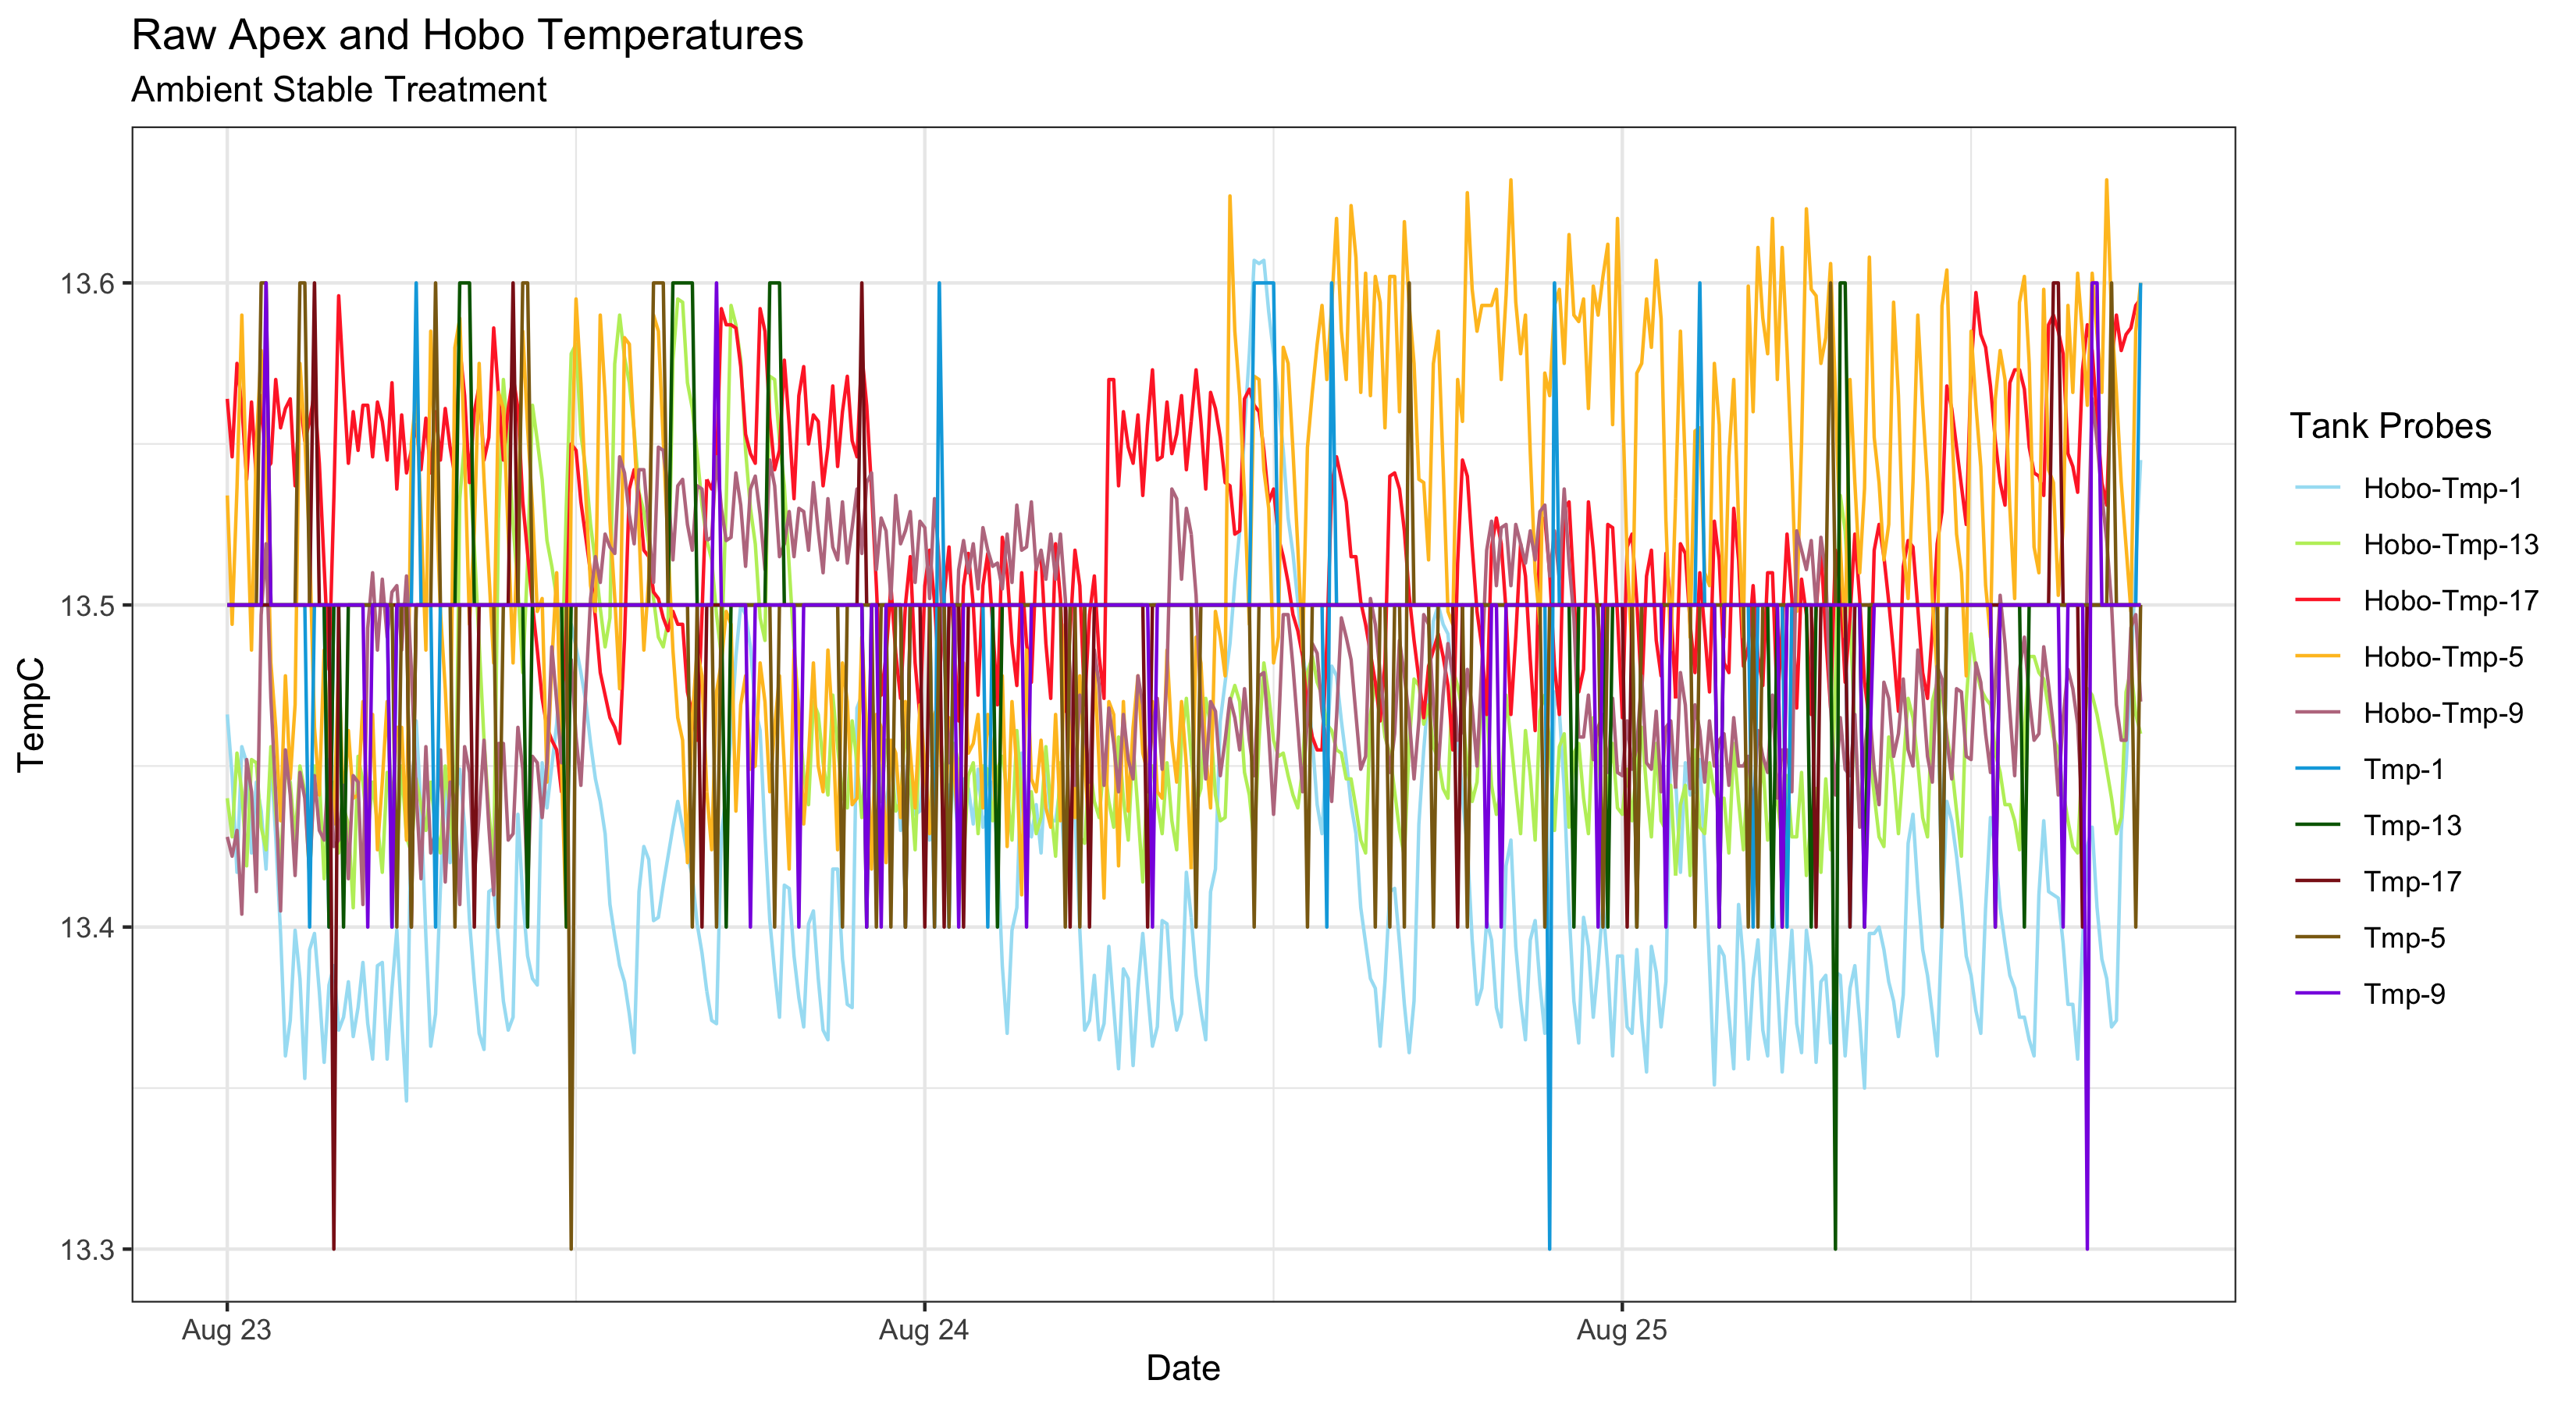 Raw Apex and Hobo Temperatures
Ambient Stable Treatment
TempC
13.6
13.5
13.4
13.3
Aug 23
Aug 24
Aug 25
Date
Tank Probes
Hobo-Tmp-1
Hobo-Tmp-13
Hobo-Tmp-17
Hobo-Tmp-5
Hobo-Tmp-9
Tmp-1
Tmp-13
Tmp-17
Tmp-5
Tmp-9